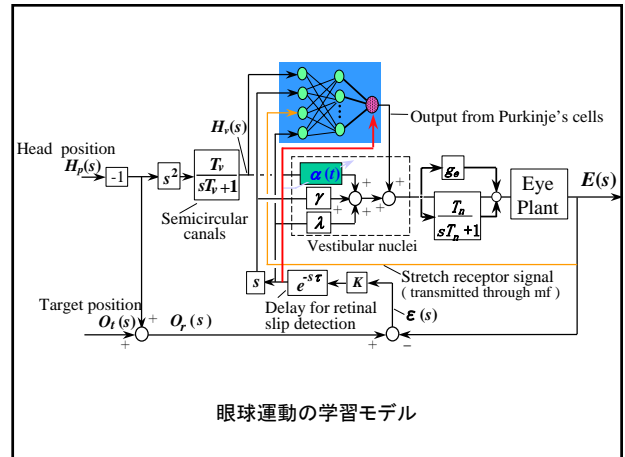 Output from Purkinje's cells
Head position
Hp(s)
-1
s²
Tv
sTv+1
Hv(s)
Semicircular
canals
α(t)
γ
λ
+
+
+
+
+
Vestibular nuclei
ge
Tn
sTn+1
Eye
Plant
E(s)
Stretch receptor signal
( transmitted through mf )
s
e^-sτ
K
Delay for retinal
slip detection
ε(s)
Target position
Ot(s)
+
+
Or(s)
+
−
眼球運動の学習モデル